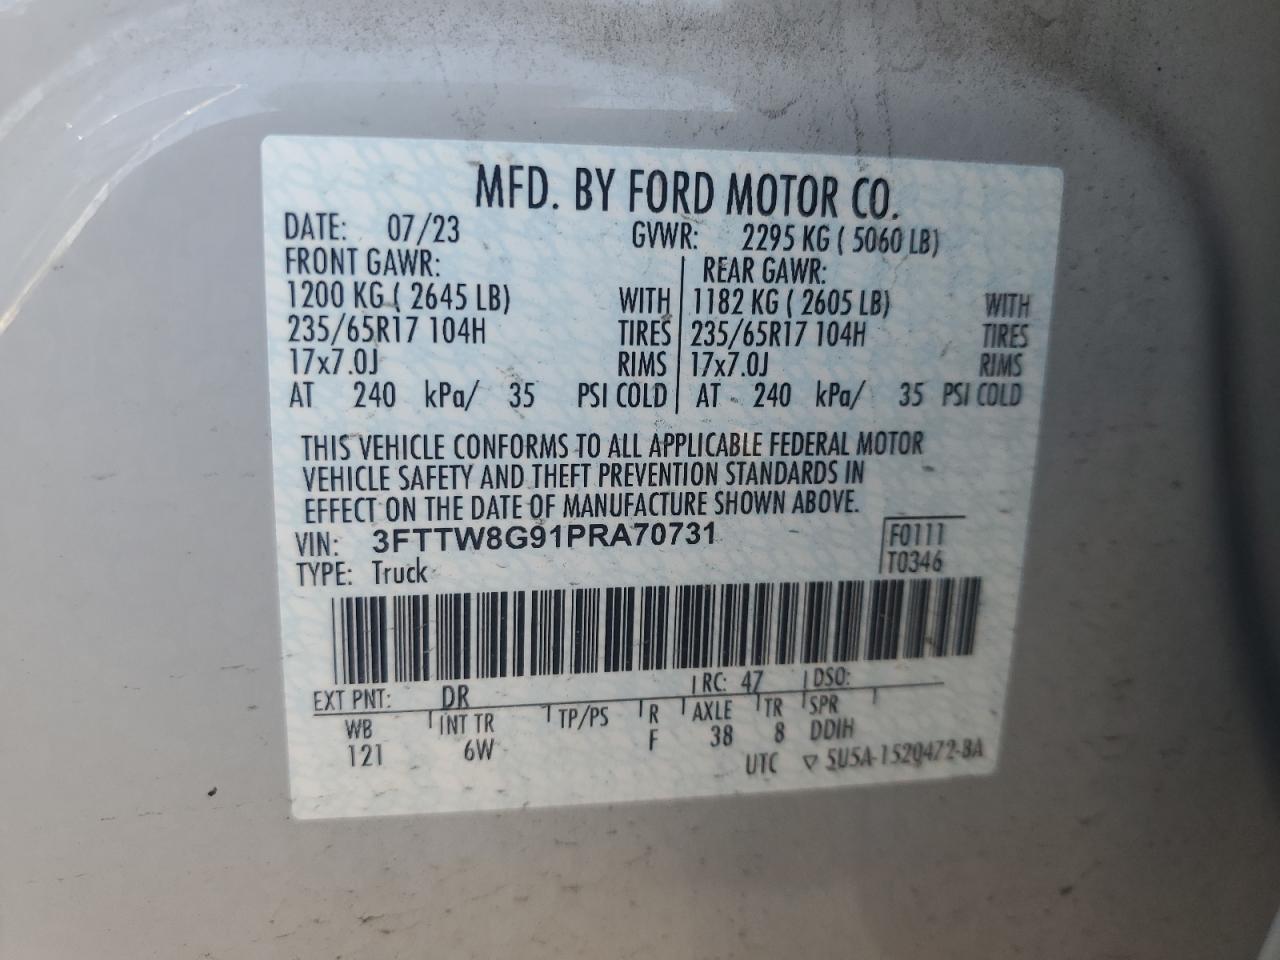 MFD. BY FORD MOTOR CO.
DATE: 07/23 GVWR: 2295 KG ( 5060 LB)
FRONT GAWR: REAR GAWR:
1200 KG ( 2645 LB) WITH 1182 KG ( 2605 LB) WITH
235/65R17 104H TIRES 235/65R17 104H TIRES
17x7.0J RIMS 17x7.0J RIMS
AT 240 kPa/ 35 PSI COLD AT 240 kPa/ 35 PSI COLD
THIS VEHICLE CONFORMS TO ALL APPLICABLE FEDERAL MOTOR
VEHICLE SAFETY AND THEFT PREVENTION STANDARDS IN
EFFECT ON THE DATE OF MANUFACTURE SHOWN ABOVE.
VIN: 3FTTW8G91PRA70731 F0111
TYPE: Truck T0346
EXT PNT: DR RC: 47 DSO:
WB INT TR TP/PS R AXLE TR SPR
121 6W F 38 8 DDIH
UTC ▽ 5U5A-1520472-BA